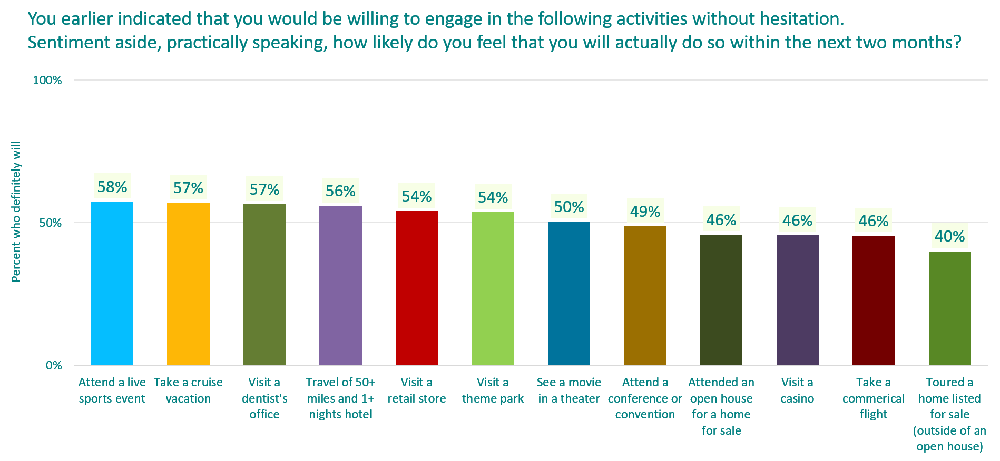 You earlier indicated that you would be willing to engage in the following activities without hesitation.
Sentiment aside, practically speaking, how likely do you feel that you will actually do so within the next two months?
Percent who definitely will
100%
50%
0%
58%
57%
57%
56%
54%
54%
50%
49%
46%
46%
46%
40%
Attend a live
sports event
Take a cruise
vacation
Visit a
dentist's
office
Travel of 50+
miles and 1+
nights hotel
Visit a
retail store
Visit a
theme park
See a movie
in a theater
Attend a
conference or
convention
Attended an
open house
for a home
for sale
Visit a
casino
Take a
commerical
flight
Toured a
home listed
for sale
(outside of an
open house)